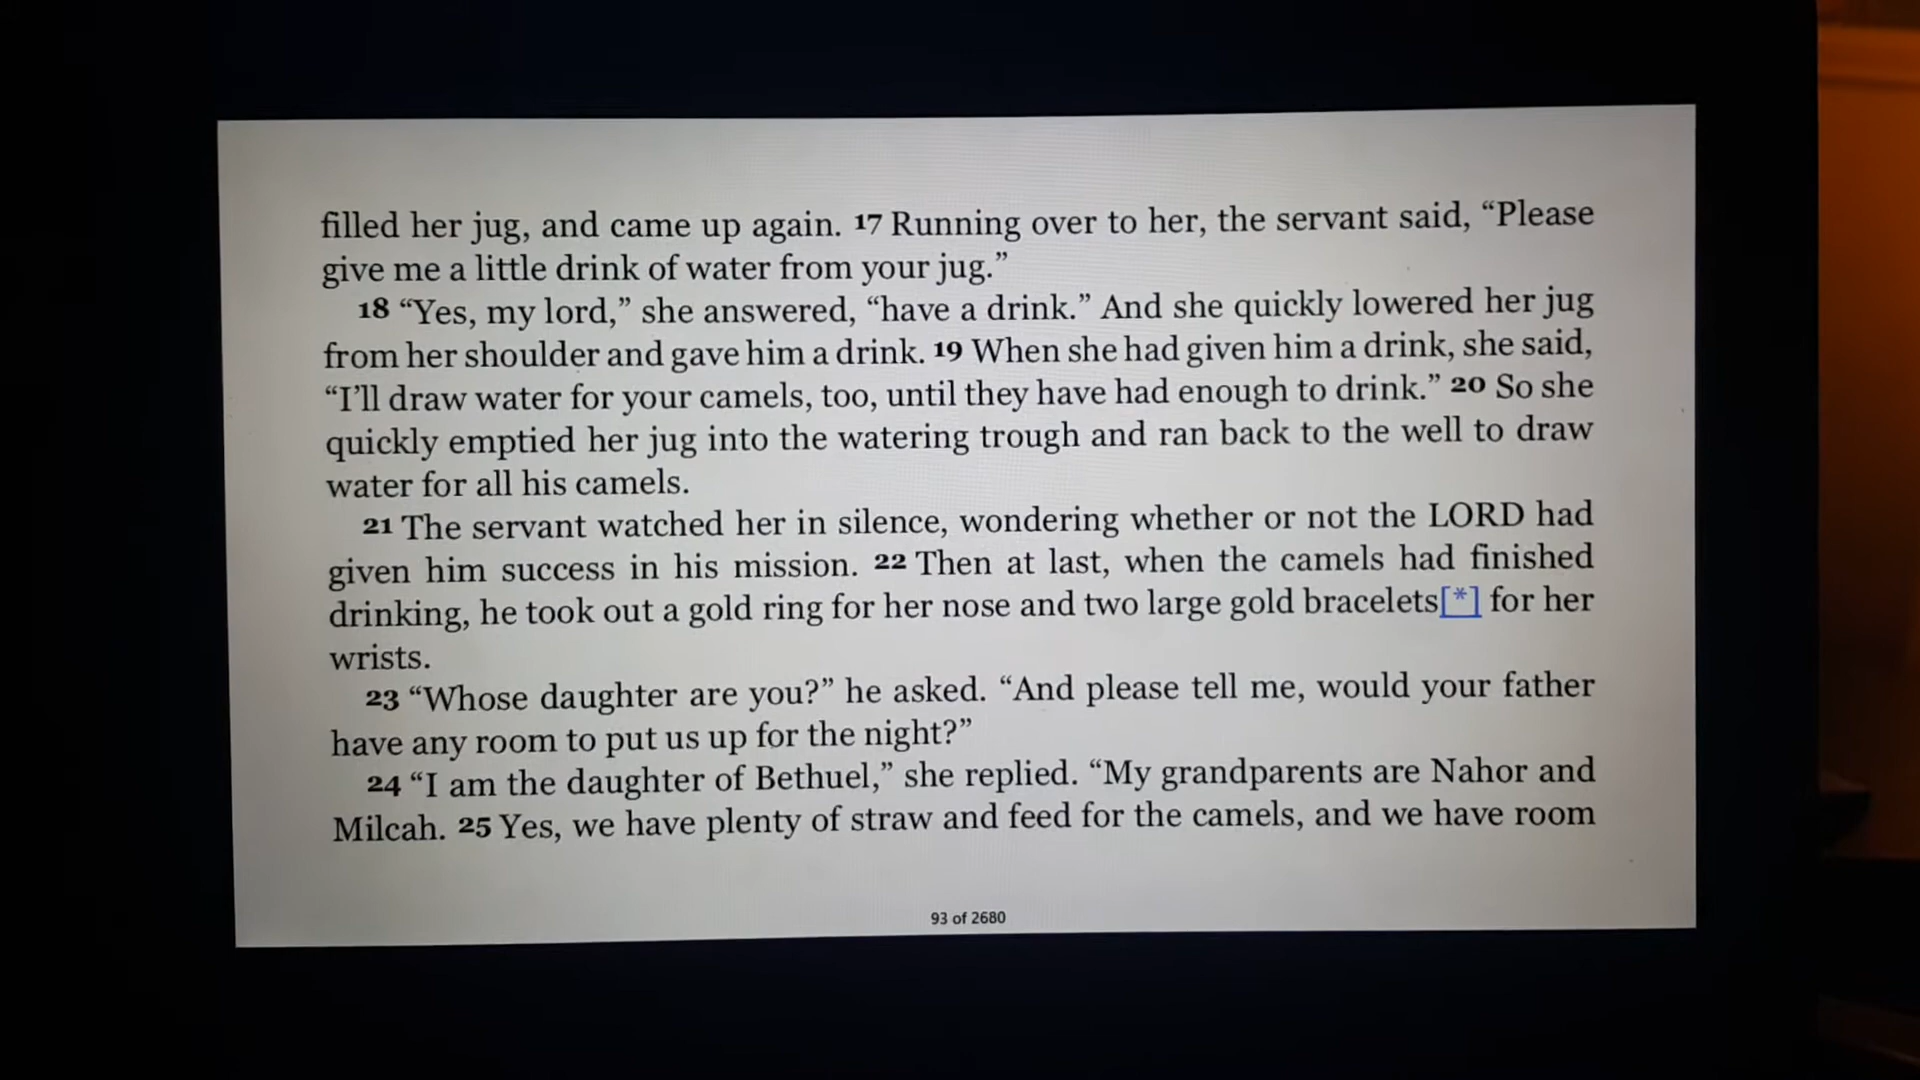 filled her jug, and came up again. 17 Running over to her, the servant said, “Please
give me a little drink of water from your jug.”
18 “Yes, my lord,” she answered, “have a drink.” And she quickly lowered her jug
from her shoulder and gave him a drink. 19 When she had given him a drink, she said,
“I’ll draw water for your camels, too, until they have had enough to drink.” 20 So she
quickly emptied her jug into the watering trough and ran back to the well to draw
water for all his camels.
21 The servant watched her in silence, wondering whether or not the LORD had
given him success in his mission. 22 Then at last, when the camels had finished
drinking, he took out a gold ring for her nose and two large gold bracelets[*] for her
wrists.
23 “Whose daughter are you?” he asked. “And please tell me, would your father
have any room to put us up for the night?”
24 “I am the daughter of Bethuel,” she replied. “My grandparents are Nahor and
Milcah. 25 Yes, we have plenty of straw and feed for the camels, and we have room
93 of 2680